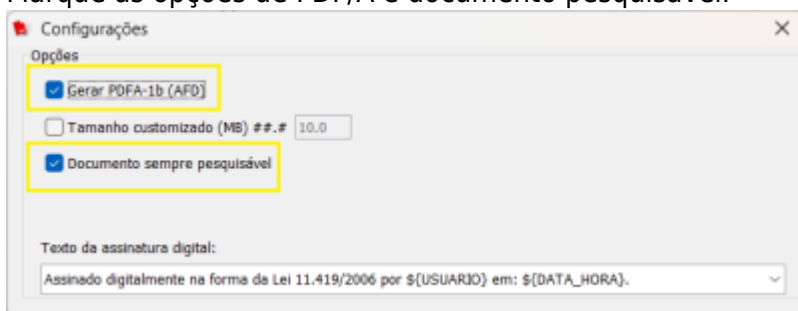 Marque as opções de PDF/A e documento pesquisável.
Configurações
Opções
Gerar PDFA-1b (AFD)
Tamanho customizado (MB) ##.# 10.0
Documento sempre pesquisável
Texto da assinatura digital:
Assinado digitalmente na forma da Lei 11.419/2006 por ${USUARIO} em: ${DATA_HORA}.